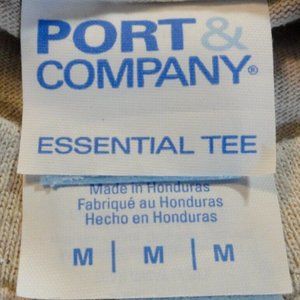 PORT &
COMPANY®
ESSENTIAL TEE
Made in Honduras
Fabriqué au Honduras
Hecho en Honduras
M | M | M